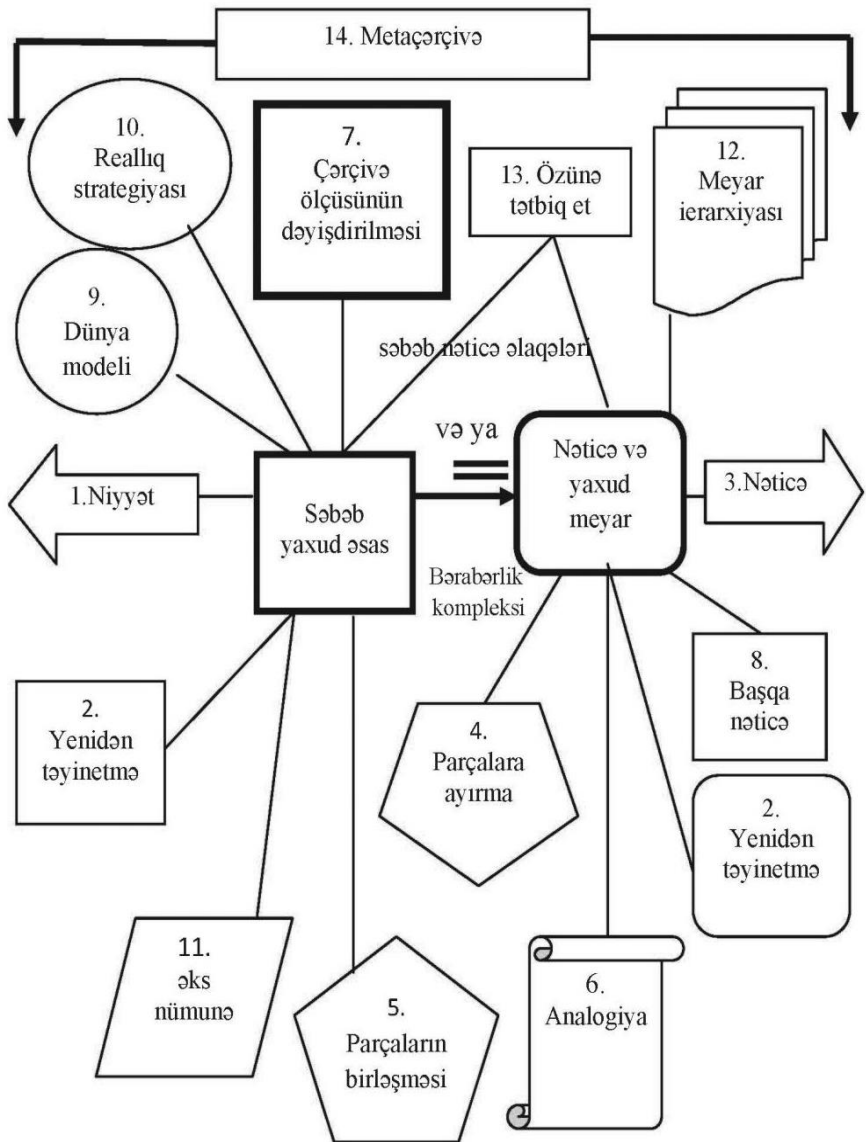 14. Metaçərçivə
10.
Reallıq
strategiyası
7.
Çərçivə
ölçüsünün
dəyişdirilməsi
13. Özünə
tətbiq et
12.
Meyar
ierarxiyası
9.
Dünya
modeli
səbəb nəticə əlaqələri
və ya
1.Niyyət
Səbəb
yaxud əsas
Nəticə və
yaxud
meyar
3.Nəticə
Bərabərlik
kompleksi
2.
Yenidən
təyinetmə
4.
Parçalara
ayırma
8.
Başqa
nəticə
2.
Yenidən
təyinetmə
11.
əks
nümunə
5.
Parçaların
birləşməsi
6.
Analogiya